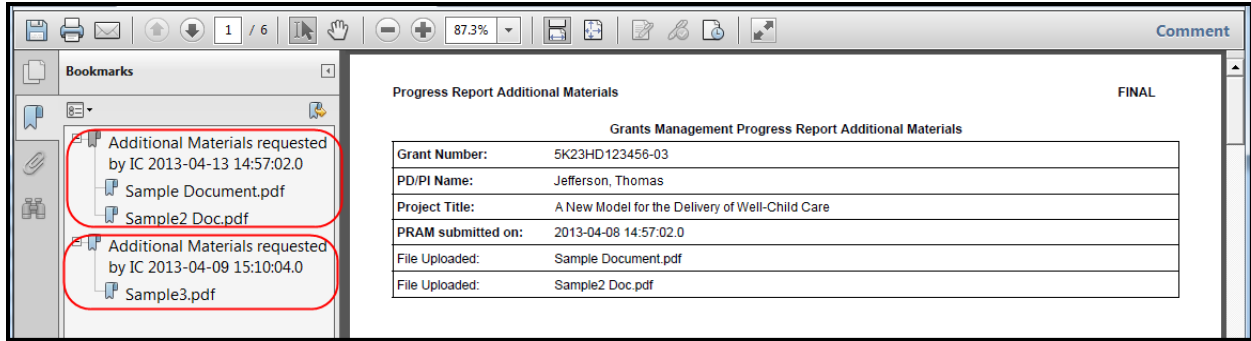 1 / 6 87.3% Comment
Bookmarks
Additional Materials requested
by IC 2013-04-13 14:57:02.0
Sample Document.pdf
Sample2 Doc.pdf
Additional Materials requested
by IC 2013-04-09 15:10:04.0
Sample3.pdf
Progress Report Additional Materials FINAL
Grants Management Progress Report Additional Materials
Grant Number: 5K23HD123456-03
PD/PI Name: Jefferson, Thomas
Project Title: A New Model for the Delivery of Well-Child Care
PRAM submitted on: 2013-04-08 14:57:02.0
File Uploaded: Sample Document.pdf
File Uploaded: Sample2 Doc.pdf